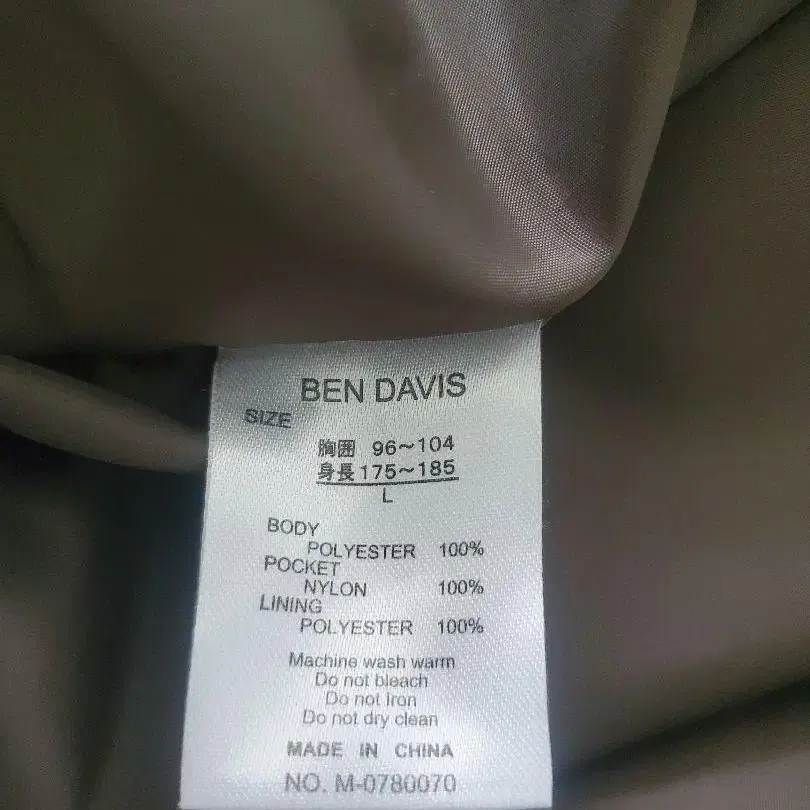 BEN DAVIS
SIZE
胸囲 96~104
身長 175~185
L
BODY
POLYESTER 100%
POCKET
NYLON 100%
LINING
POLYESTER 100%
Machine wash warm
Do not bleach
Do not Iron
Do not dry clean
MADE IN CHINA
NO. M-0780070